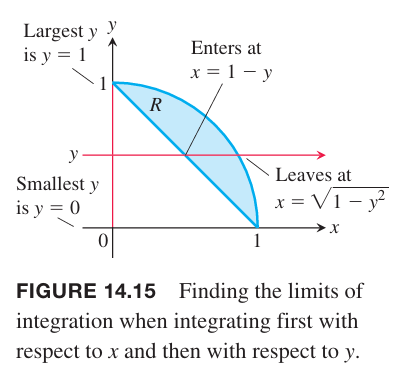 Largest y
is y = 1
y
Enters at
x = 1 − y
1
R
y
Leaves at
x = √1 − y²
Smallest y
is y = 0
x
0
1
FIGURE 14.15 Finding the limits of
integration when integrating first with
respect to x and then with respect to y.